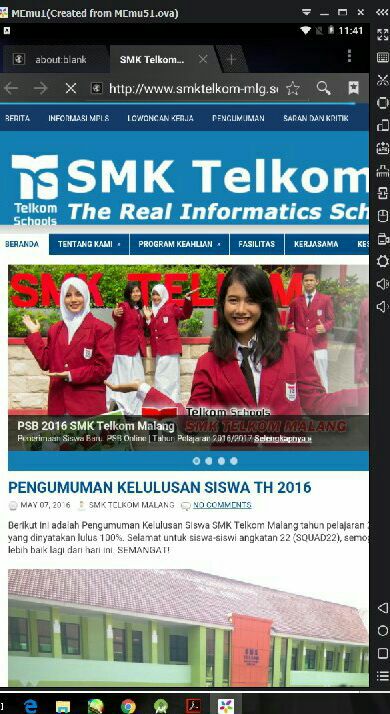 MEmu1(Created from MEmu51.ova)
11:41
about:blank
SMK Telkom...
http://www.smktelkom-mlg.s
BERITA INFORMASI MPLS LOWONGAN KERJA PENGUMUMAN SARAN DAN KRITIK
SMK Telkom
Telkom
Schools
The Real Informatics Sch
BERANDA TENTANG KAMI PROGRAM KEAHLIAN FASILITAS KERJASAMA KES
SMK TELKOM
Telkom Schools
SMK TELKOM MALANG
PSB 2016 SMK Telkom Malang
Penerimaan Siswa Baru. PSB Online | Tahun Pelajaran 2016/2017 Selengkapnya »
PENGUMUMAN KELULUSAN SISWA TH 2016
MAY 07, 2016 SMK TELKOM MALANG NO COMMENTS
Berikut ini adalah Pengumuman Kelulusan Siswa SMK Telkom Malang tahun pelajaran 2
yang dinyatakan lulus 100%. Selamat untuk siswa-siswi angkatan 22 (SQUAD22), semog
lebih baik lagi dari hari ini. SEMANGAT!
SMK